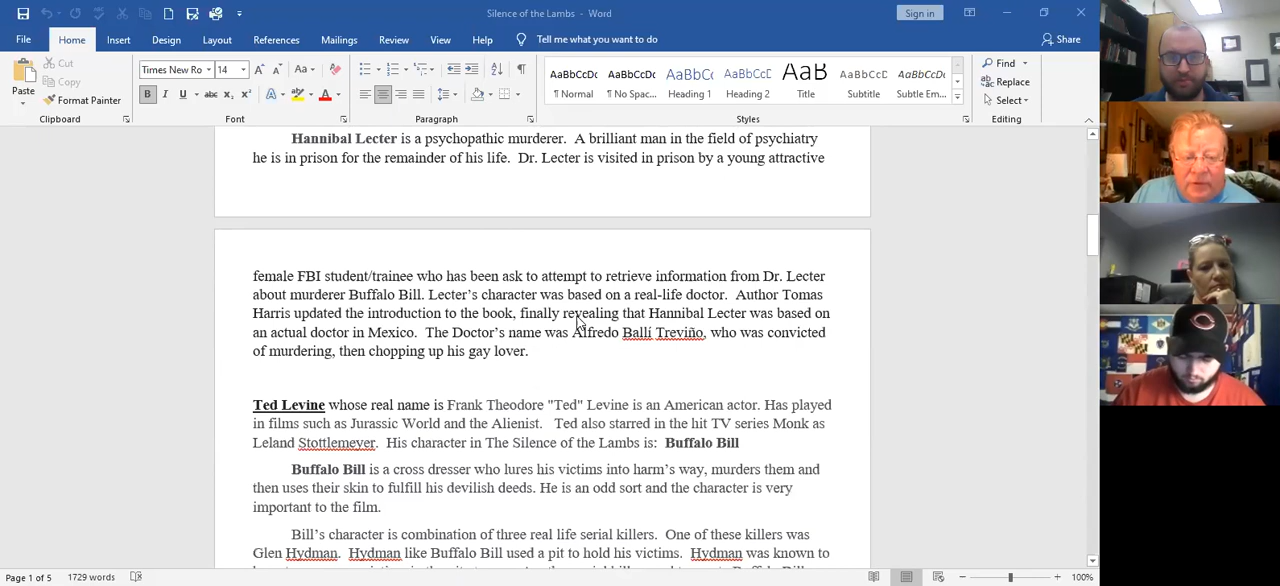 Silence of the Lambs - Word
Sign in
File Home Insert Design Layout References Mailings Review View Help Tell me what you want to do Share
Paste
Cut
Copy
Format Painter
Clipboard
Times New Ro 14
B I U abc X₂ X²
Font
Paragraph
AaBbCcDc AaBbCcDc AaBbCcC AaBbCcD AaB AaBbCcD AaBbCcDc
¶ Normal ¶ No Spac... Heading 1 Heading 2 Title Subtitle Subtle Em...
Styles
Find
Replace
Select
Editing
Hannibal Lecter is a psychopathic murderer. A brilliant man in the field of psychiatry
he is in prison for the remainder of his life. Dr. Lecter is visited in prison by a young attractive
female FBI student/trainee who has been ask to attempt to retrieve information from Dr. Lecter
about murderer Buffalo Bill. Lecter's character was based on a real-life doctor. Author Tomas
Harris updated the introduction to the book, finally revealing that Hannibal Lecter was based on
an actual doctor in Mexico. The Doctor's name was Alfredo Ballí Treviño, who was convicted
of murdering, then chopping up his gay lover.
Ted Levine whose real name is Frank Theodore "Ted" Levine is an American actor. Has played
in films such as Jurassic World and the Alienist. Ted also starred in the hit TV series Monk as
Leland Stottlemeyer. His character in The Silence of the Lambs is: Buffalo Bill
Buffalo Bill is a cross dresser who lures his victims into harm's way, murders them and
then uses their skin to fulfill his devilish deeds. He is an odd sort and the character is very
important to the film.
Bill's character is combination of three real life serial killers. One of these killers was
Glen Hydman. Hydman like Buffalo Bill used a pit to hold his victims. Hydman was known to
Page 1 of 5 1729 words 100%